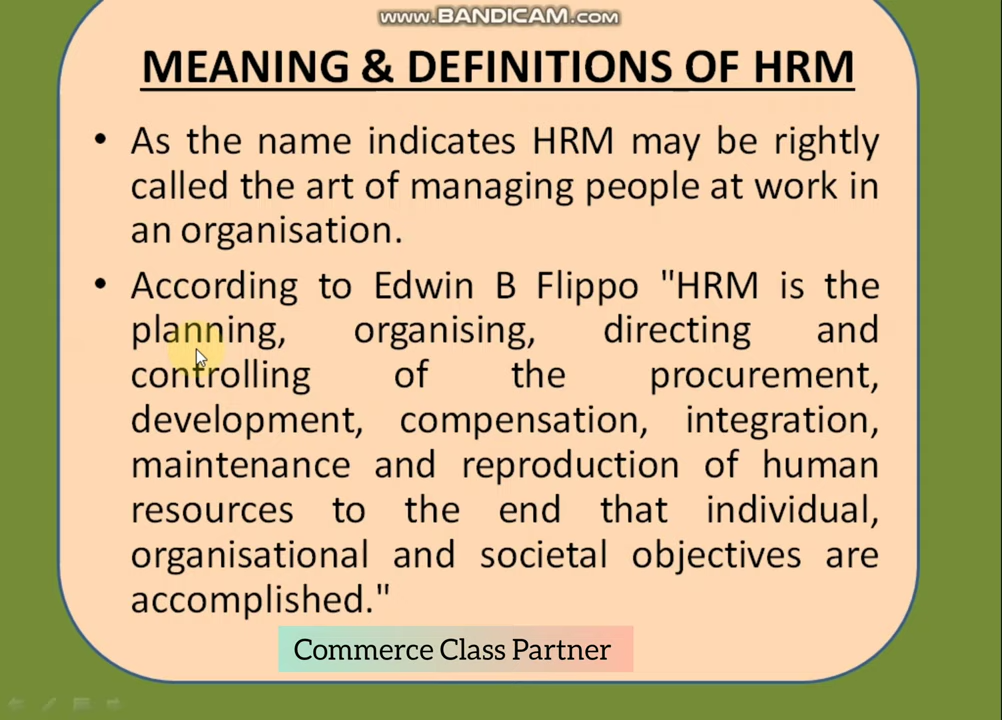 www.BANDICAM.com
MEANING & DEFINITIONS OF HRM
• As the name indicates HRM may be rightly
called the art of managing people at work in
an organisation.
• According to Edwin B Flippo "HRM is the
planning, organising, directing and
controlling of the procurement,
development, compensation, integration,
maintenance and reproduction of human
resources to the end that individual,
organisational and societal objectives are
accomplished."
Commerce Class Partner